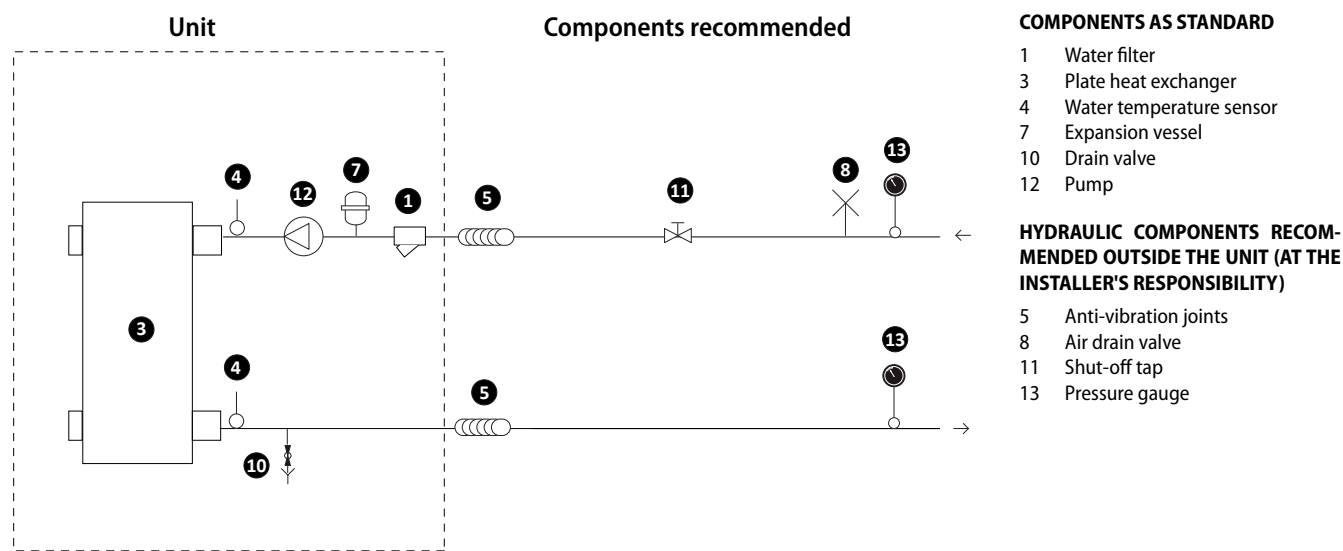 Unit
Components recommended
4
12
7
1
5
11
8
13
3
4
10
5
13
COMPONENTS AS STANDARD
1 Water filter
3 Plate heat exchanger
4 Water temperature sensor
7 Expansion vessel
10 Drain valve
12 Pump
HYDRAULIC COMPONENTS RECOM-
MENDED OUTSIDE THE UNIT (AT THE
INSTALLER'S RESPONSIBILITY)
5 Anti-vibration joints
8 Air drain valve
11 Shut-off tap
13 Pressure gauge